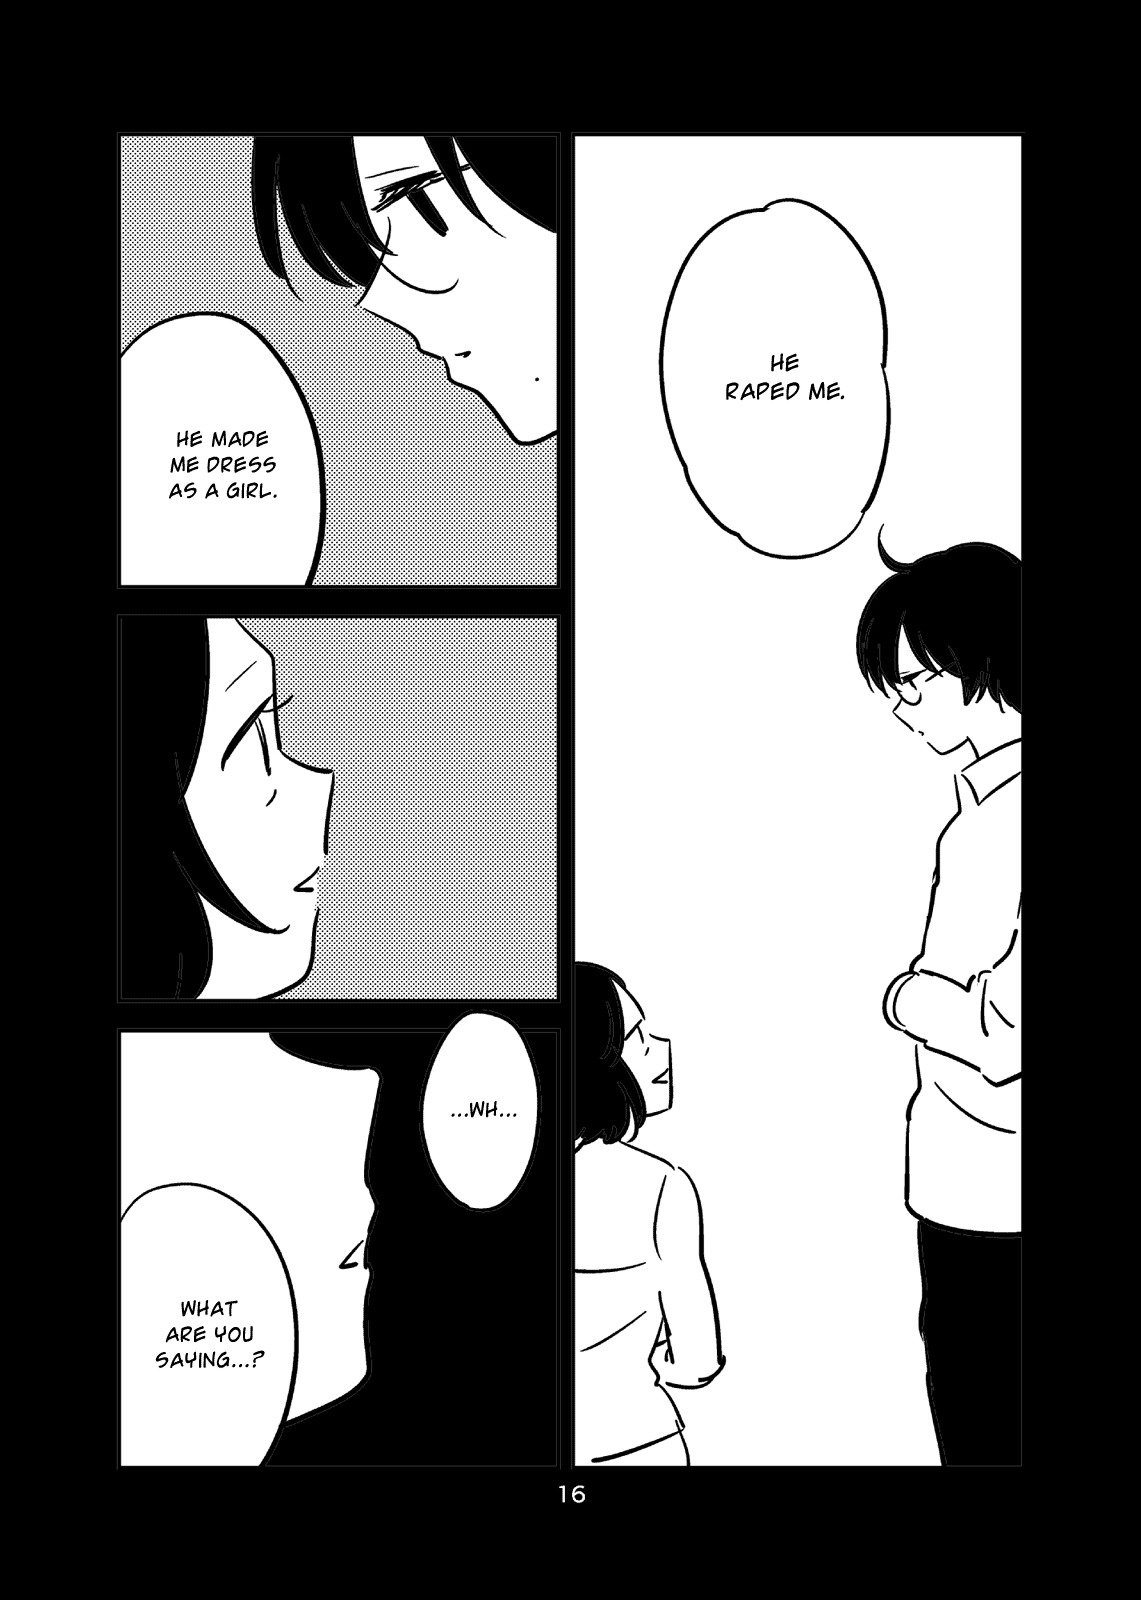 HE
RAPED ME.
HE MADE
ME DRESS
AS A GIRL.
...WH...
WHAT
ARE YOU
SAYING...?
16